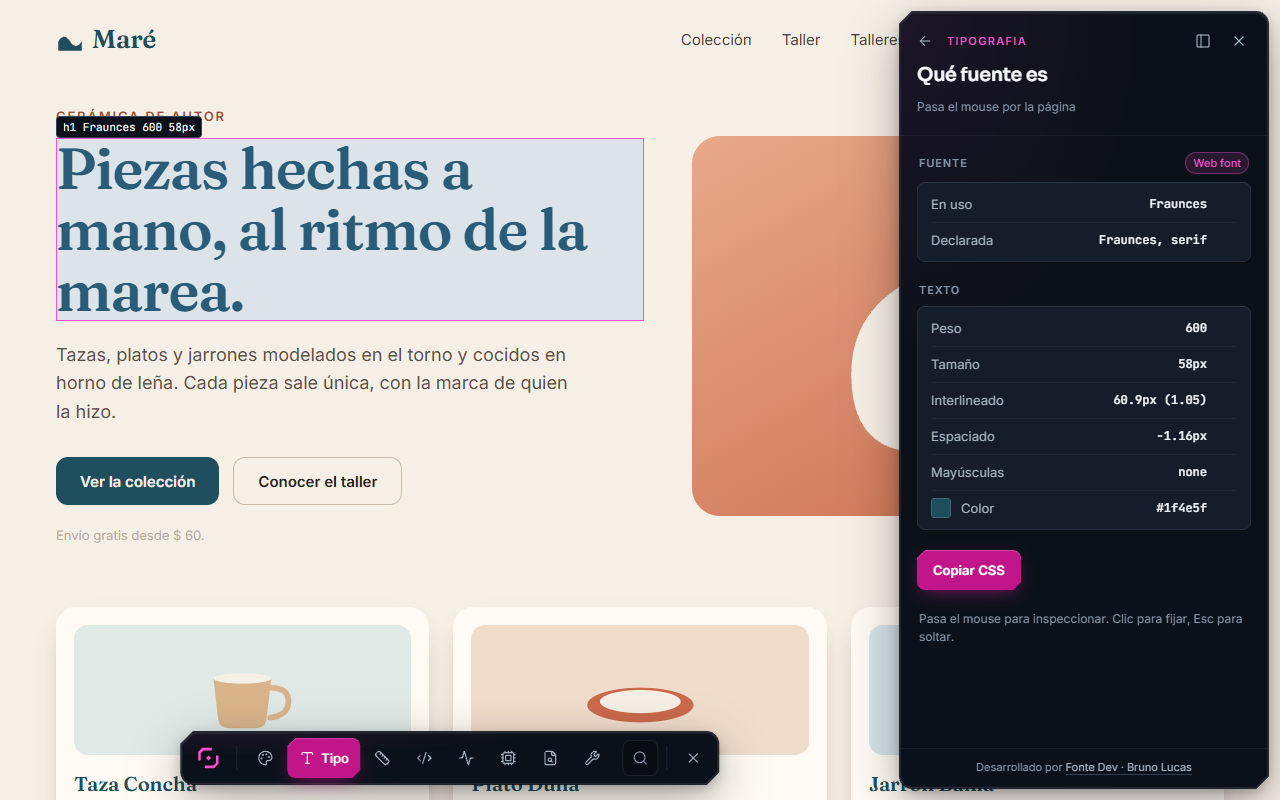 Maré
Colección
Taller
CERÁMICA DE AUTOR
h1 Fraunces 600 58px
Piezas hechas a
mano, al ritmo de la
marea.
Tazas, platos y jarrones modelados en el torno y cocidos en
horno de leña. Cada pieza sale única, con la marca de quien
la hizo.
Ver la colección
Conocer el taller
Envío gratis desde $ 60.
Taza Concha
Plato Duna
Tipo
TIPOGRAFIA
Qué fuente es
Pasa el mouse por la página
FUENTE
Web font
En uso
Fraunces
Declarada
Fraunces, serif
TEXTO
Peso
600
Tamaño
58px
Interlineado
60.9px (1.05)
Espaciado
-1.16px
Mayúsculas
none
Color
#1f4e5f
Copiar CSS
Pasa el mouse para inspeccionar. Clic para fijar, Esc para
soltar.
Desarrollado por Fonte Dev · Bruno Lucas